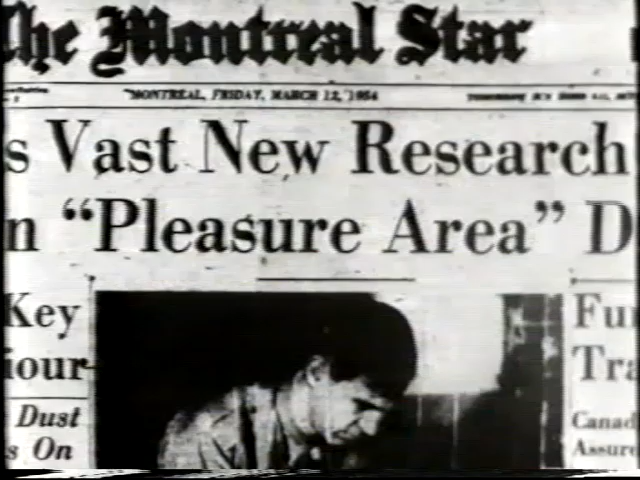 The Montreal Star
MONTREAL, FRIDAY, MARCH 12, 1954
s Vast New Research
n “Pleasure Area” D
Key
iour
Dust
s On
Fu
Tra
Canad
Assure